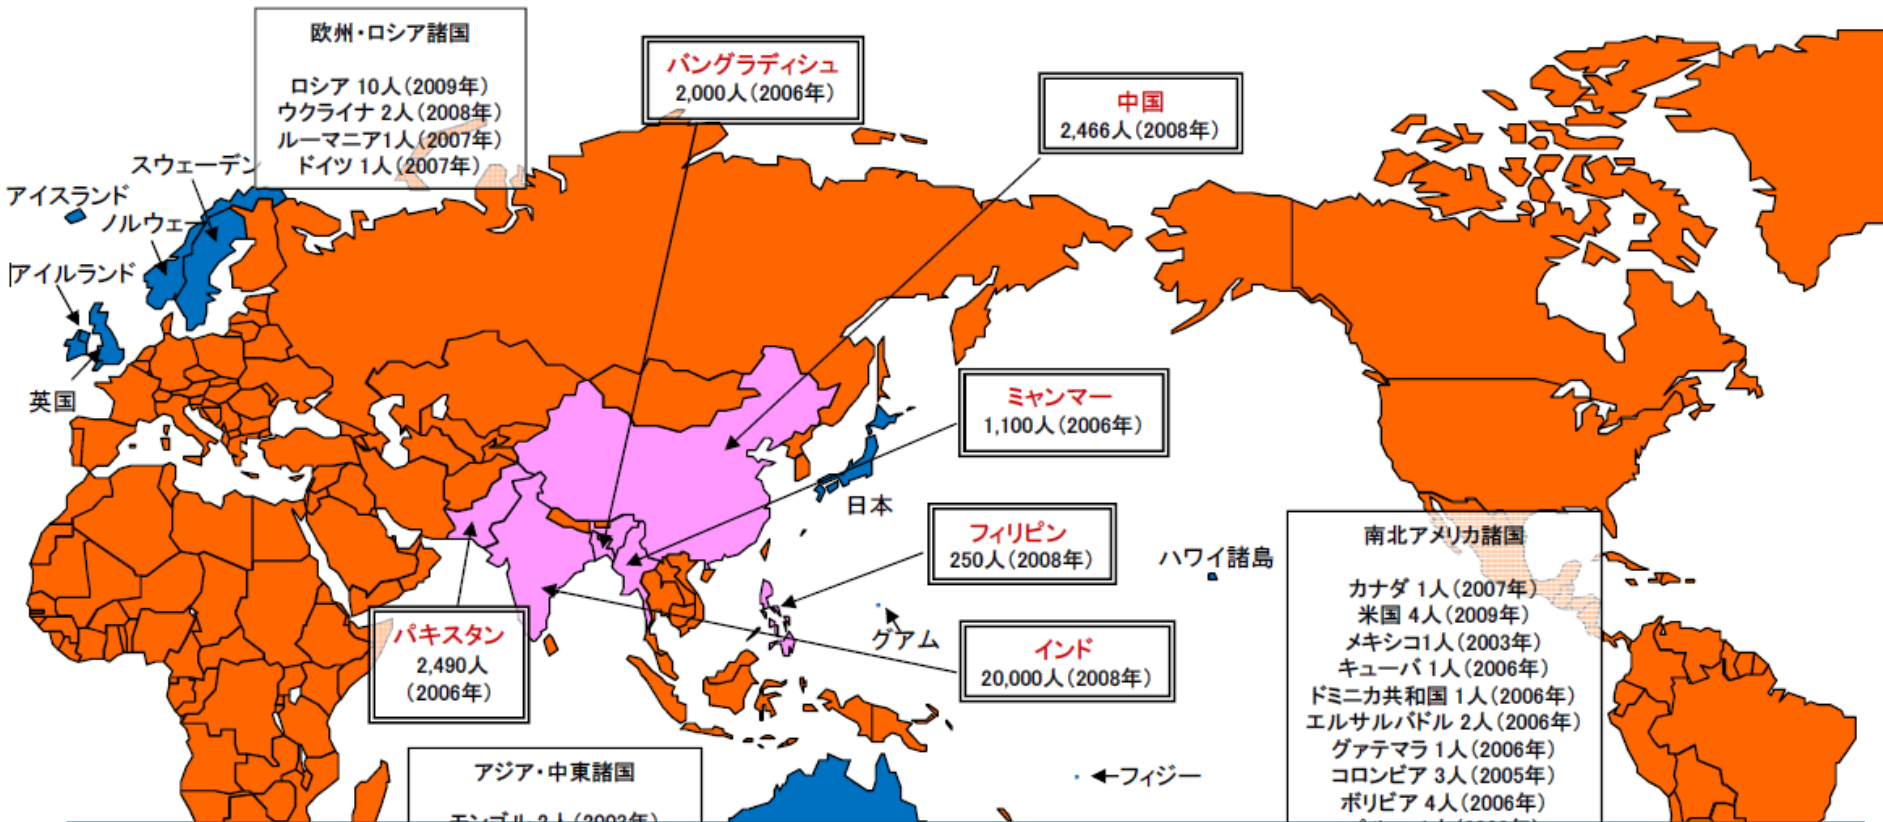 欧州・ロシア諸国
ロシア 10人（2009年）
ウクライナ 2人（2008年）
ルーマニア1人（2007年）
ドイツ 1人（2007年）
バングラディシュ
2,000人（2006年）
中国
2,466人（2008年）
スウェーデン
アイスランド
ノルウェー
アイルランド
英国
ミャンマー
1,100人（2006年）
日本
フィリピン
250人（2008年）
ハワイ諸島
グアム
パキスタン
2,490人
（2006年）
インド
20,000人（2008年）
フィジー
アジア・中東諸国
モンゴル 2人（2003年）
南北アメリカ諸国
カナダ 1人（2007年）
米国 4人（2009年）
メキシコ1人（2003年）
キューバ 1人（2006年）
ドミニカ共和国 1人（2006年）
エルサルバドル 2人（2006年）
グァテマラ 1人（2006年）
コロンビア 3人（2005年）
ボリビア 4人（2006年）